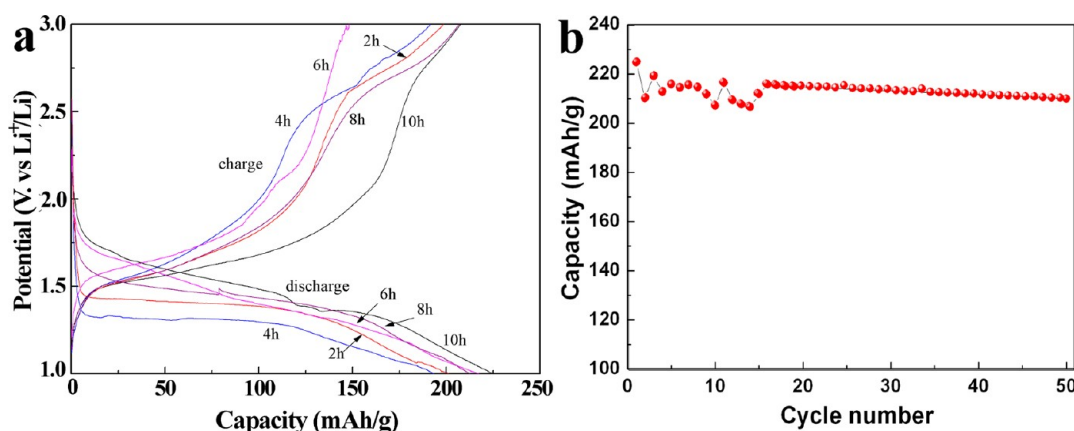 a
Potential (V. vs Li⁺/Li)
3.0
2.5
2.0
1.5
1.0
0
50
100
150
200
250
Capacity (mAh/g)
2h
6h
4h
8h
10h
charge
discharge
6h
8h
4h
2h
10h
b
Capacity (mAh/g)
240
220
200
180
160
140
120
100
0
10
20
30
40
50
Cycle number